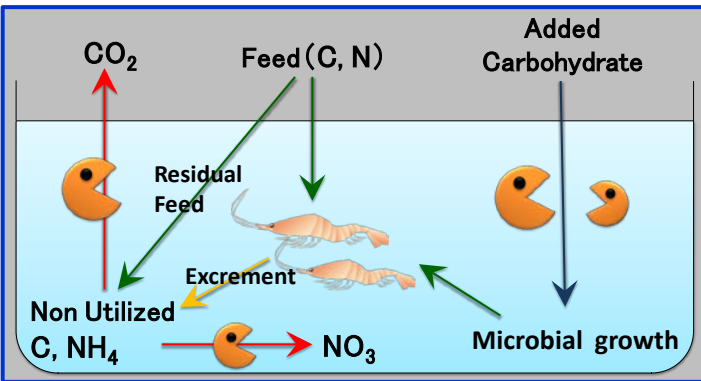 CO2
Feed(C, N)
Added
Carbohydrate
Residual
Feed
Excrement
Non Utilized
C, NH4
NO3
Microbial growth